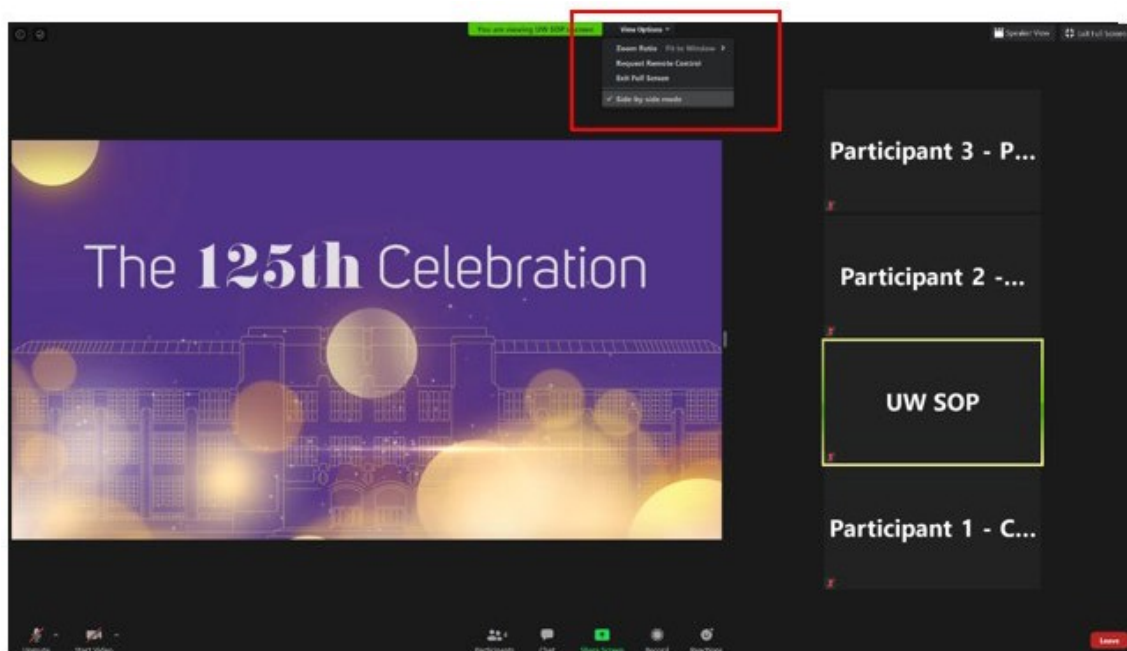 You are viewing UW SOP's screen View Options
Speaker View Exit Full Screen
Zoom Ratio Fit to Window
Request Remote Control
Exit Full Screen
Side-by-side mode
The 125th Celebration
Participant 3 - P...
Participant 2 -...
UW SOP
Participant 1 - C...
Unmute Start Video Participants 4 Chat Share Screen Record Reactions Leave